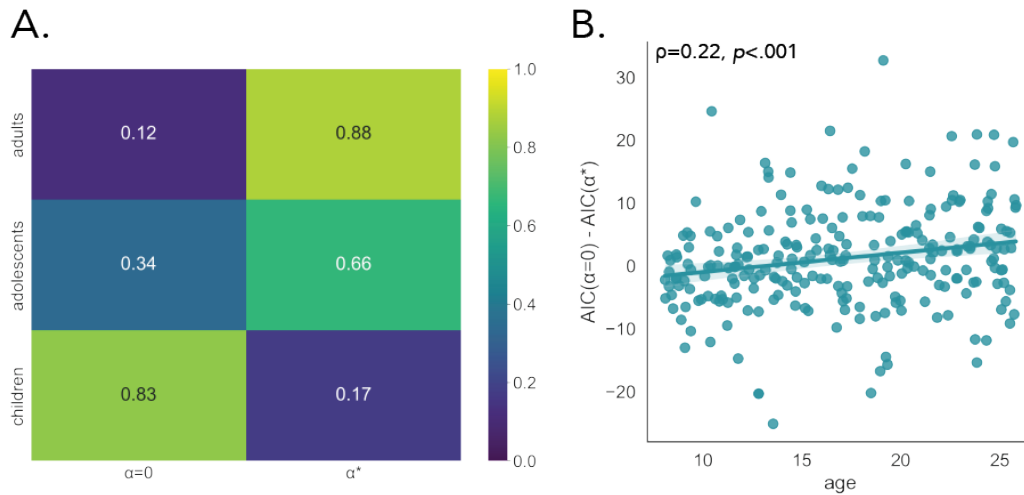 A.
adults
adolescents
children
0.12
0.88
0.34
0.66
0.83
0.17
α=0
α*
1.0
0.8
0.6
0.4
0.2
0.0
B.
ρ=0.22, p<.001
AIC(α=0) - AIC(α*)
30
20
10
0
−10
−20
10
15
20
25
age